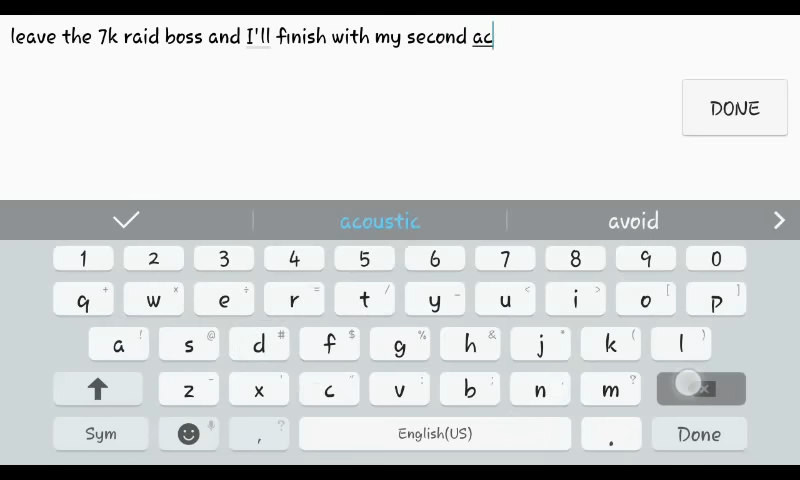 leave the 7k raid boss and I'll finish with my second ac
DONE
acoustic avoid
1 2 3 4 5 6 7 8 9 0
q + w × e ÷ r = t / y _ u < i > o [ p ]
a ! s @ d # f $ g % h & j * k ( l )
z - x ' c " v : b ; n , m ?
Sym , ? English(US) . Done